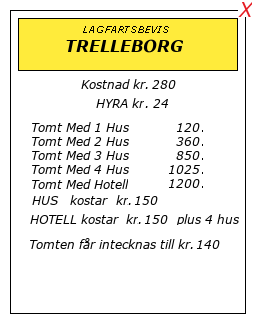 X
LAGFARTSBEVIS
TRELLEBORG
Kostnad kr. 280
HYRA kr. 24
Tomt Med 1 Hus 120.
Tomt Med 2 Hus 360.
Tomt Med 3 Hus 850.
Tomt Med 4 Hus 1025.
Tomt Med Hotell 1200.
HUS kostar kr. 150
HOTELL kostar kr. 150 plus 4 hus
Tomten får intecknas till kr. 140